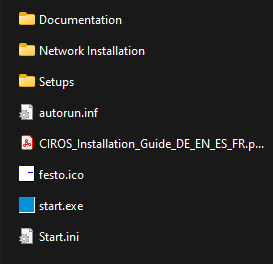 Documentation
Network Installation
Setups
autorun.inf
CIROS_Installation_Guide_DE_EN_ES_FR.p...
festo.ico
start.exe
Start.ini